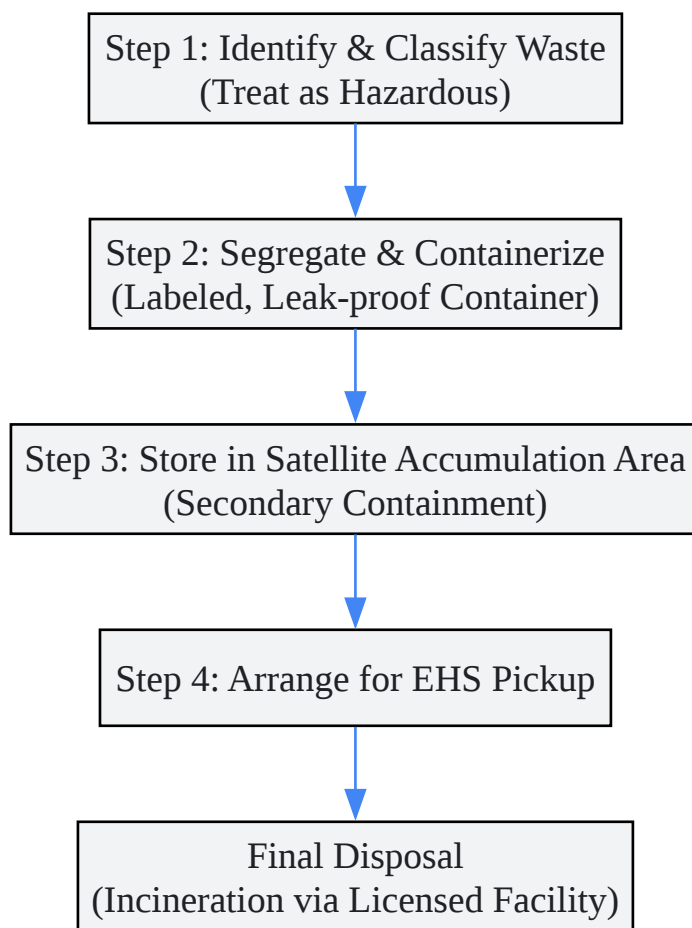 Step 1: Identify & Classify Waste
(Treat as Hazardous)
Step 2: Segregate & Containerize
(Labeled, Leak-proof Container)
Step 3: Store in Satellite Accumulation Area
(Secondary Containment)
Step 4: Arrange for EHS Pickup
Final Disposal
(Incineration via Licensed Facility)